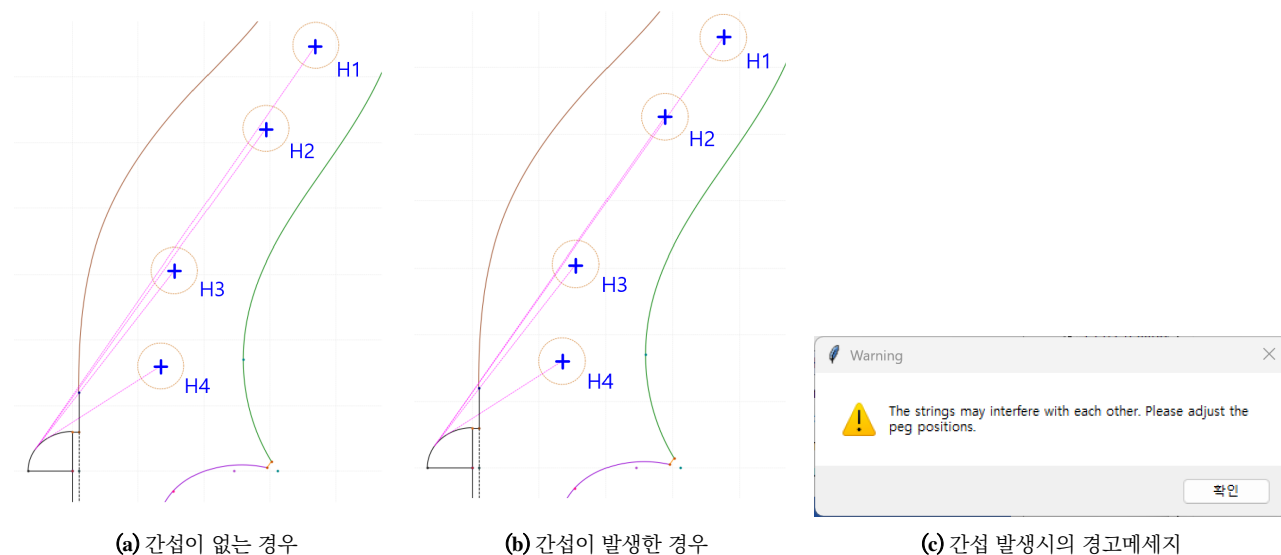 H1
H2
H3
H4
H1
H2
H3
H4
Warning
The strings may interfere with each other. Please adjust the
peg positions.
확인
(a) 간섭이 없는 경우
(b) 간섭이 발생한 경우
(c) 간섭 발생시의 경고메세지